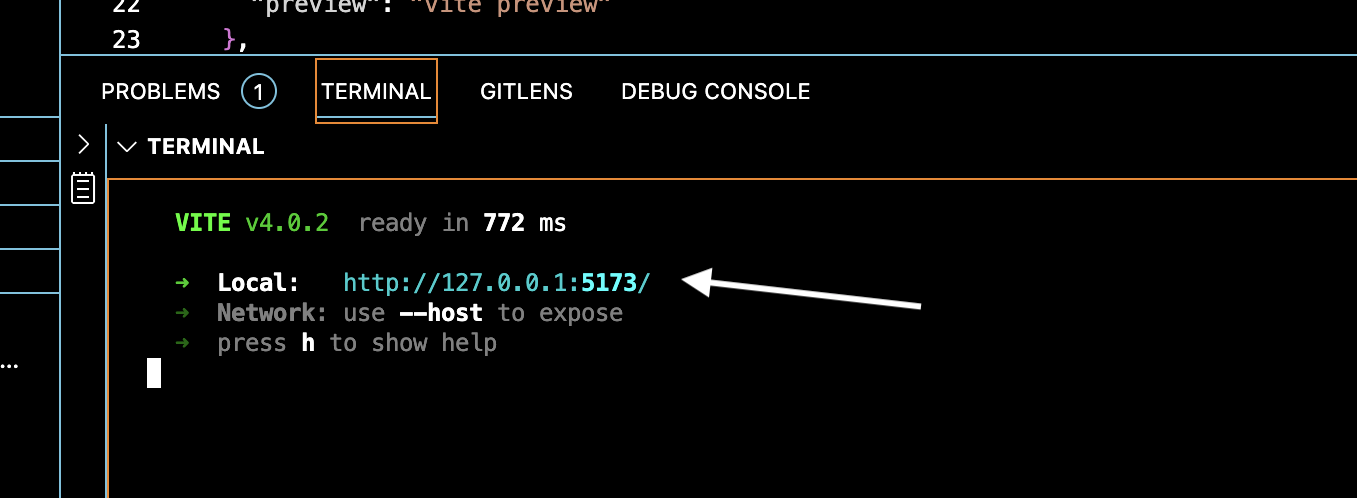 22 "preview": "vite preview"
23 },
PROBLEMS 1 TERMINAL GITLENS DEBUG CONSOLE
TERMINAL
VITE v4.0.2 ready in 772 ms
➜ Local: http://127.0.0.1:5173/
➜ Network: use --host to expose
➜ press h to show help
...